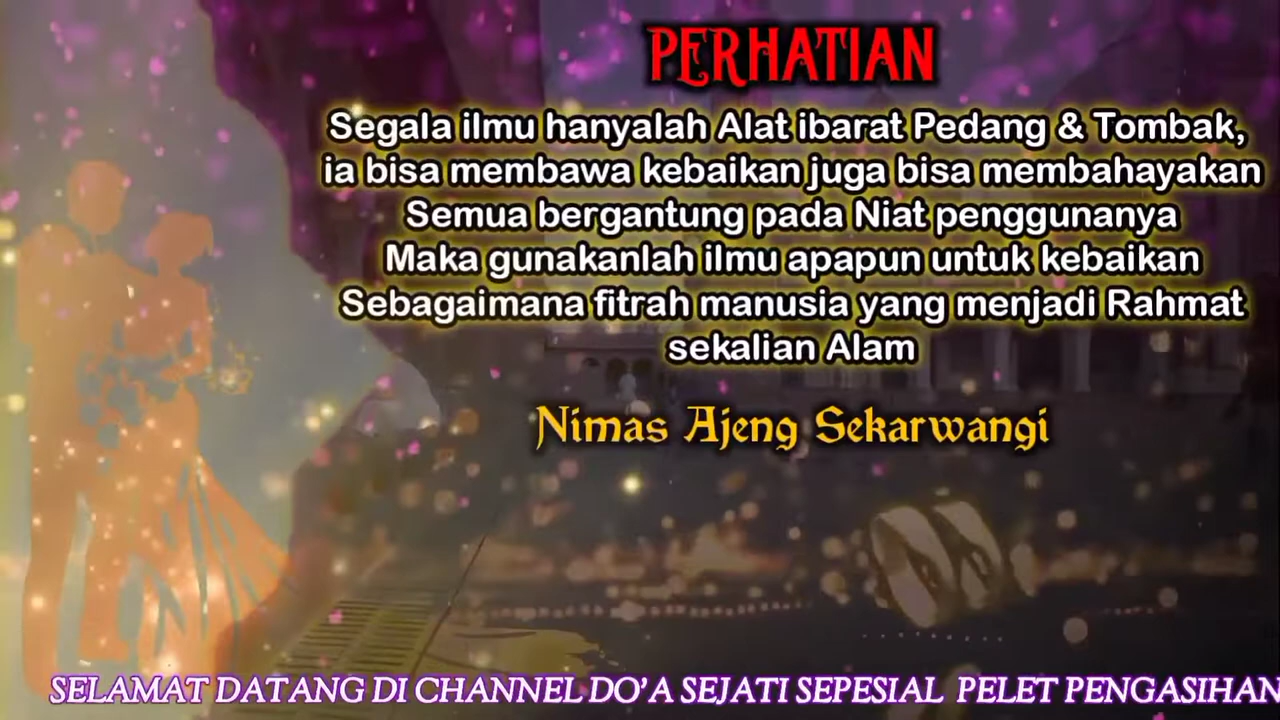 PERHATIAN
Segala ilmu hanyalah Alat ibarat Pedang & Tombak,
ia bisa membawa kebaikan juga bisa membahayakan
Semua bergantung pada Niat penggunanya
Maka gunakanlah ilmu apapun untuk kebaikan
Sebagaimana fitrah manusia yang menjadi Rahmat
sekalian Alam
Nimas Ajeng Sekarwangi
SELAMAT DATANG DI CHANNEL DO'A SEJATI SEPESIAL PELET PENGASIHAN